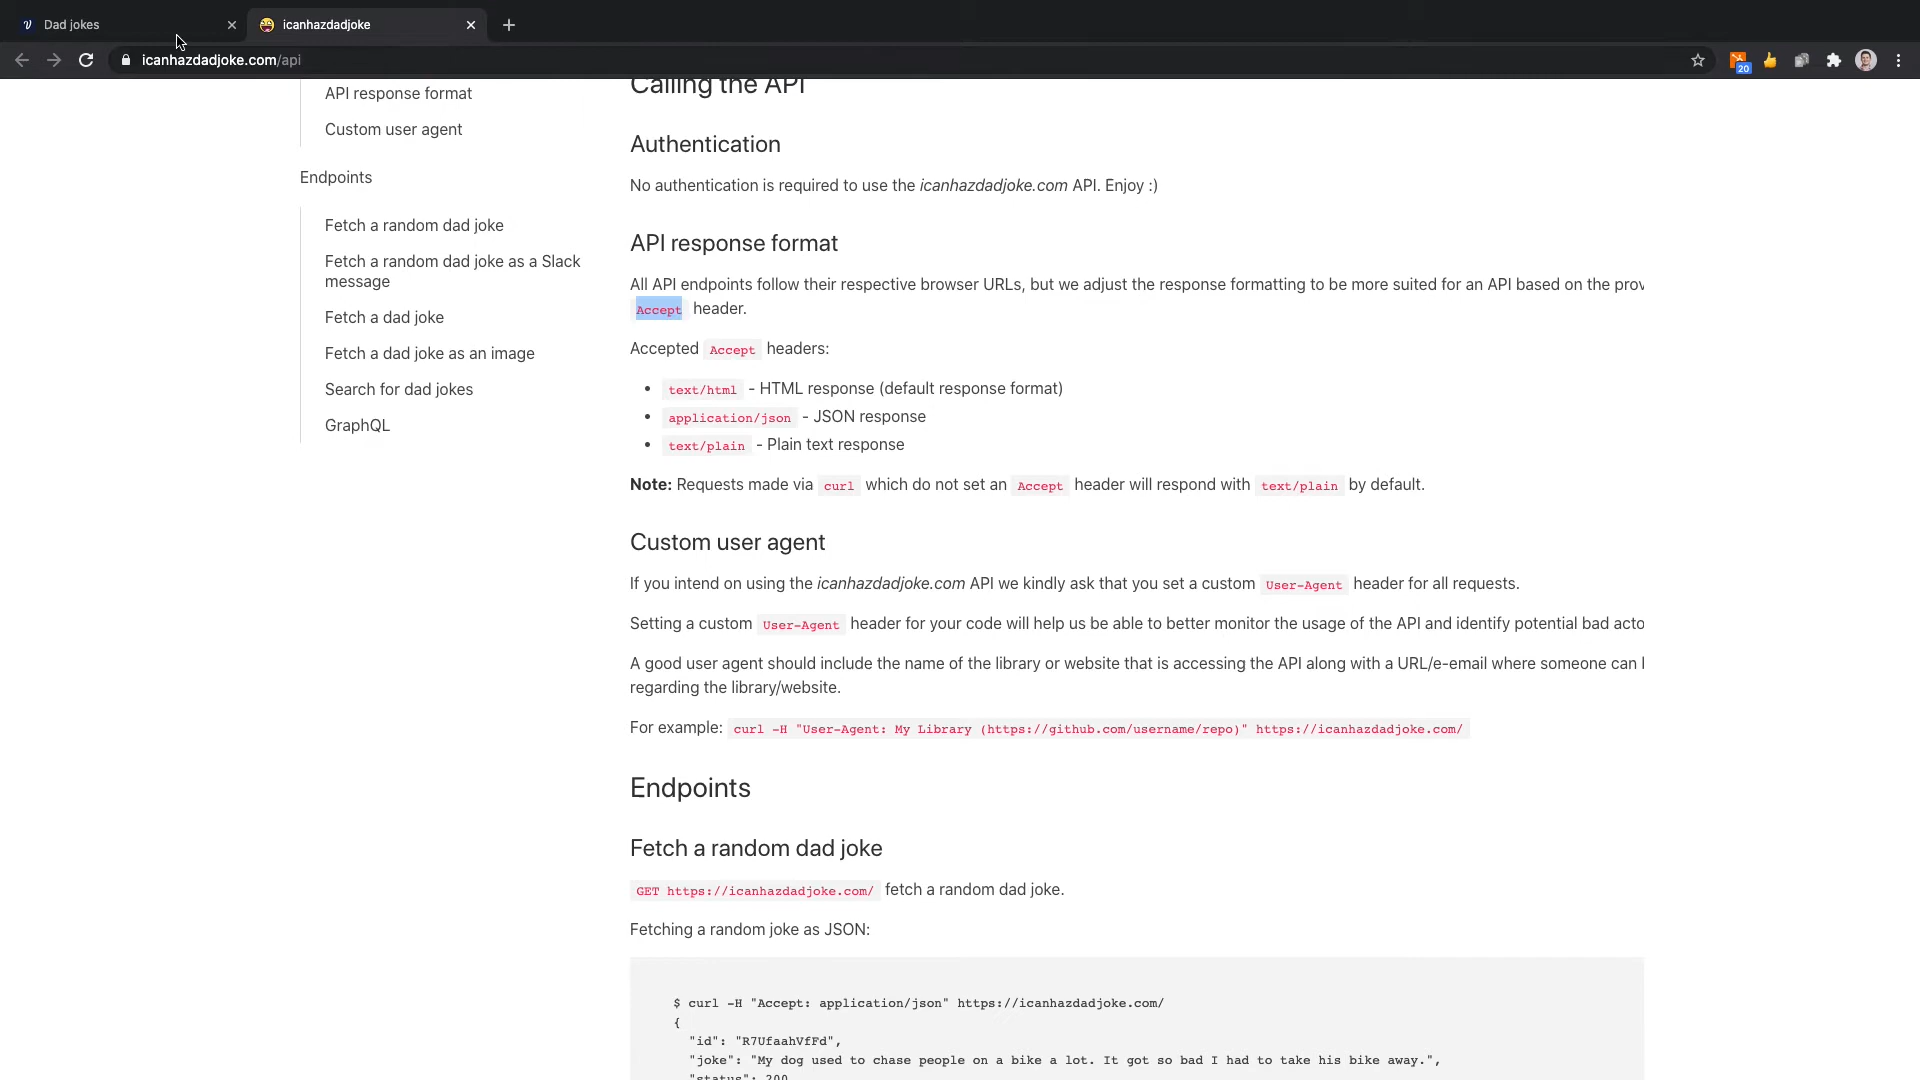 Dad jokes
icanhazdadjoke
icanhazdadjoke.com/api
20
API response format
Custom user agent
Endpoints
Fetch a random dad joke
Fetch a random dad joke as a Slack
message
Fetch a dad joke
Fetch a dad joke as an image
Search for dad jokes
GraphQL
Calling the API
Authentication
No authentication is required to use the icanhazdadjoke.com API. Enjoy :)
API response format
All API endpoints follow their respective browser URLs, but we adjust the response formatting to be more suited for an API based on the prov
Accept header.
Accepted Accept headers:
• text/html - HTML response (default response format)
• application/json - JSON response
• text/plain - Plain text response
Note: Requests made via curl which do not set an Accept header will respond with text/plain by default.
Custom user agent
If you intend on using the icanhazdadjoke.com API we kindly ask that you set a custom User-Agent header for all requests.
Setting a custom User-Agent header for your code will help us be able to better monitor the usage of the API and identify potential bad acto
A good user agent should include the name of the library or website that is accessing the API along with a URL/e-email where someone can
regarding the library/website.
For example: curl -H "User-Agent: My Library (https://github.com/username/repo)" https://icanhazdadjoke.com/
Endpoints
Fetch a random dad joke
GET https://icanhazdadjoke.com/ fetch a random dad joke.
Fetching a random joke as JSON:
$ curl -H "Accept: application/json" https://icanhazdadjoke.com/
{
"id": "R7UfaahVfFd",
"joke": "My dog used to chase people on a bike a lot. It got so bad I had to take his bike away.",
"status": 200